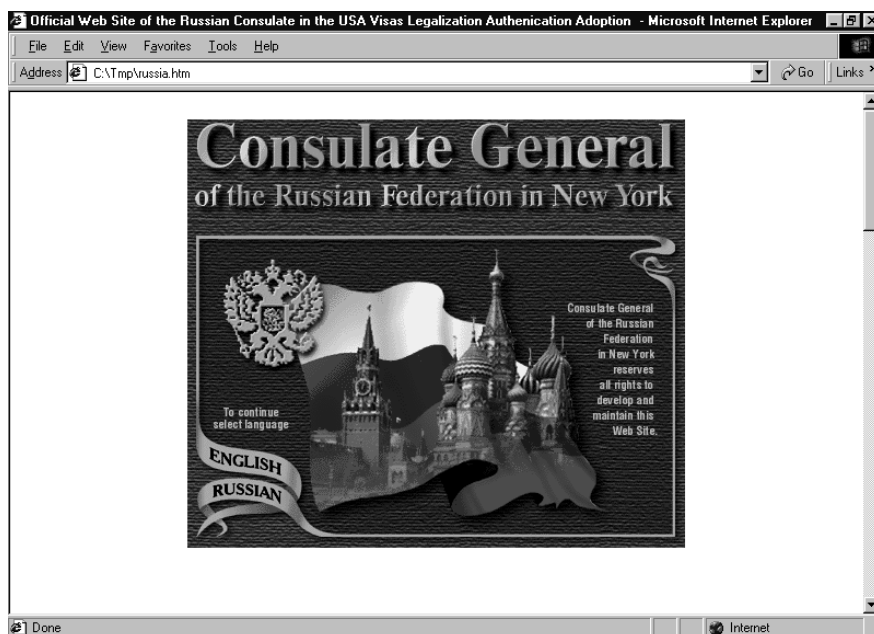 Official Web Site of the Russian Consulate in the USA Visas Legalization Authenication Adoption - Microsoft Internet Explorer
File Edit View Favorites Tools Help
Address C:\Tmp\russia.htm Go Links »
Consulate General
of the Russian Federation in New York
Consulate General
of the Russian
Federation
in New York
reserves
all rights to
develop and
maintain this
Web Site.
To continue
select language
ENGLISH
RUSSIAN
Done Internet